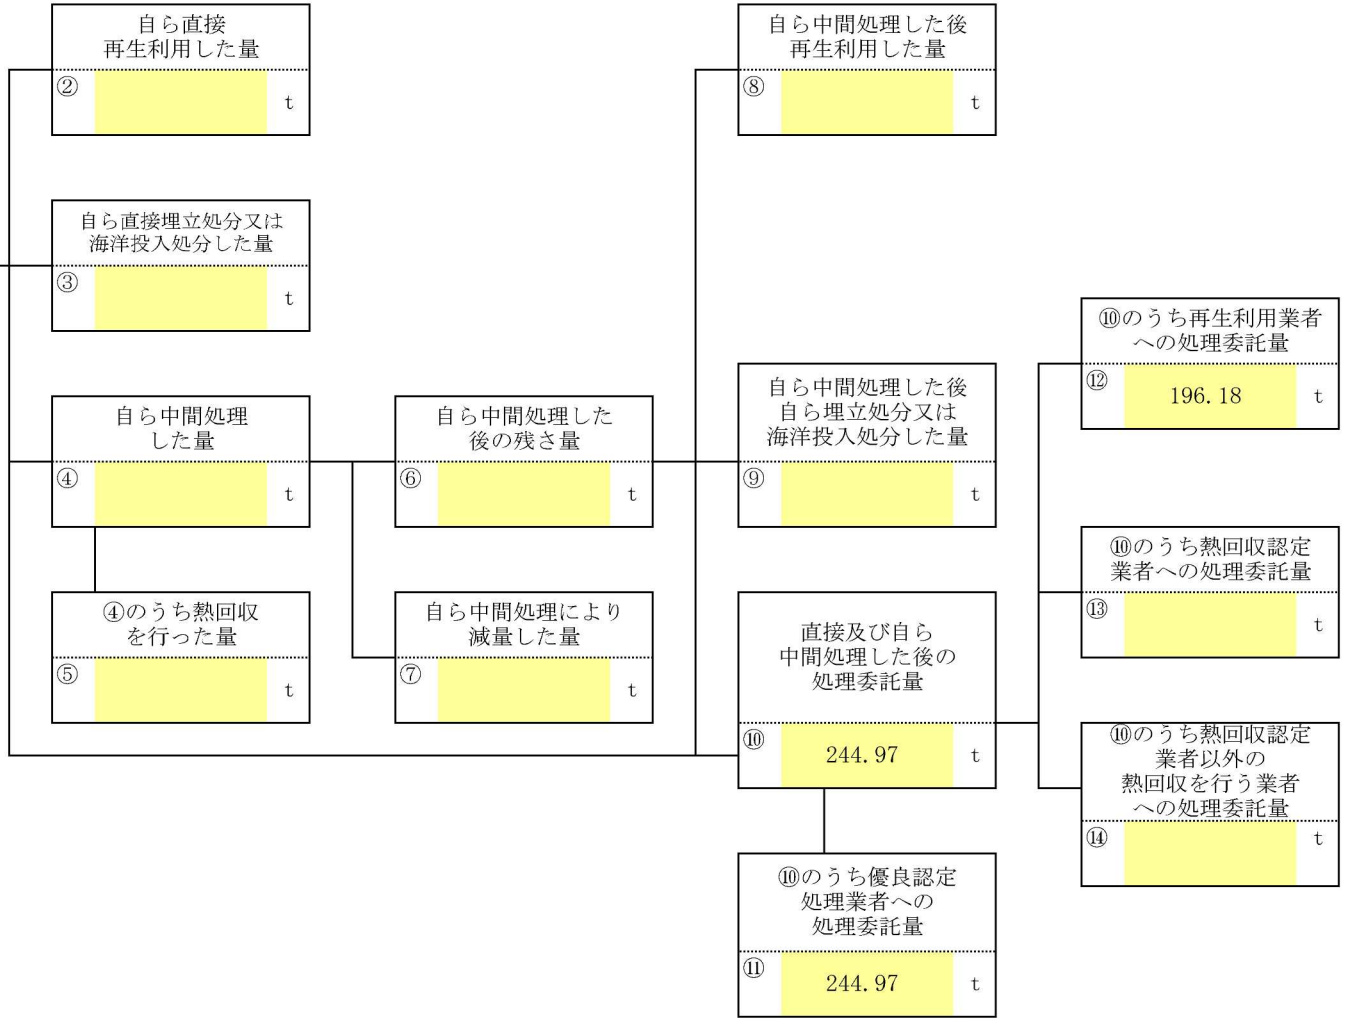 自ら直接
再生利用した量
②
t
自ら直接埋立処分又は
海洋投入処分した量
③
t
自ら中間処理
した量
④
t
④のうち熱回収
を行った量
⑤
t
自ら中間処理した
後の残さ量
⑥
t
自ら中間処理により
減量した量
⑦
t
自ら中間処理した後
再生利用した量
⑧
t
自ら中間処理した後
自ら埋立処分又は
海洋投入処分した量
⑨
t
直接及び自ら
中間処理した後の
処理委託量
⑩ 244.97 t
⑩のうち優良認定
処理業者への
処理委託量
⑪ 244.97 t
⑩のうち再生利用業者
への処理委託量
⑫ 196.18 t
⑩のうち熱回収認定
業者への処理委託量
⑬
t
⑩のうち熱回収認定
業者以外の
熱回収を行う業者
への処理委託量
⑭
t